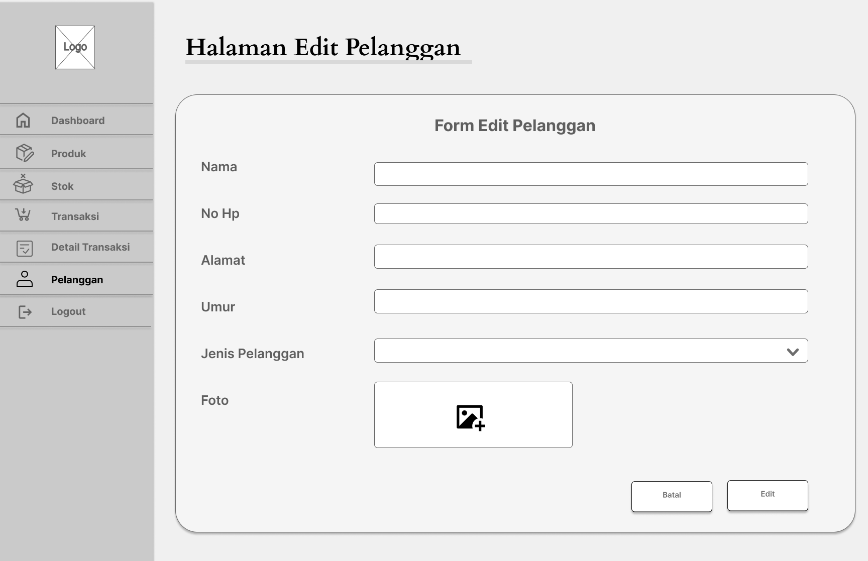 Logo
Halaman Edit Pelanggan
Dashboard
Produk
Stok
Transaksi
Detail Transaksi
Pelanggan
Logout
Form Edit Pelanggan
Nama
No Hp
Alamat
Umur
Jenis Pelanggan
Foto
Batal
Edit